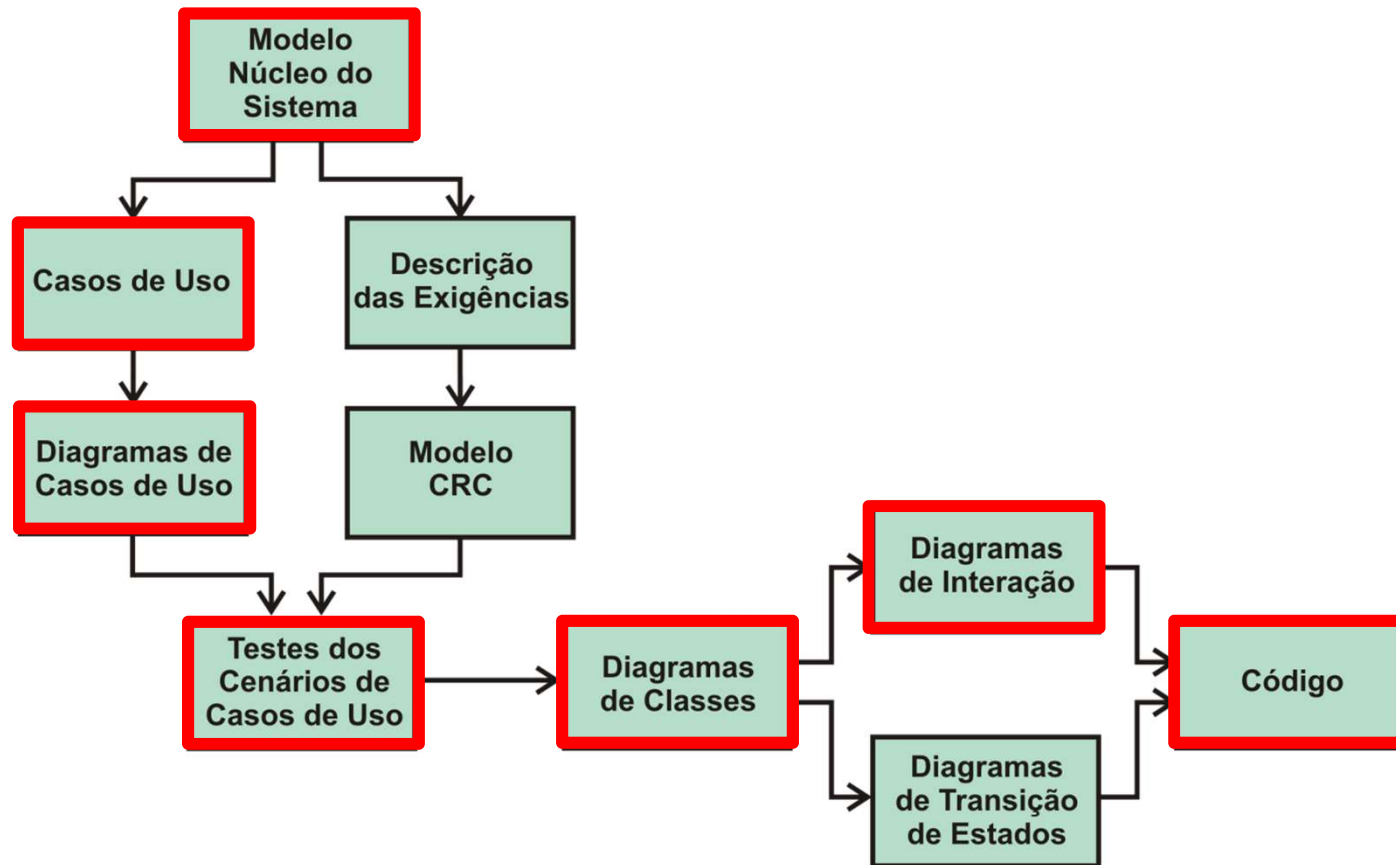 Modelo
Núcleo do
Sistema
Casos de Uso
Descrição
das Exigências
Diagramas de
Casos de Uso
Modelo
CRC
Diagramas
de Interação
Testes dos
Cenários de
Casos de Uso
Diagramas
de Classes
Código
Diagramas
de Transição
de Estados